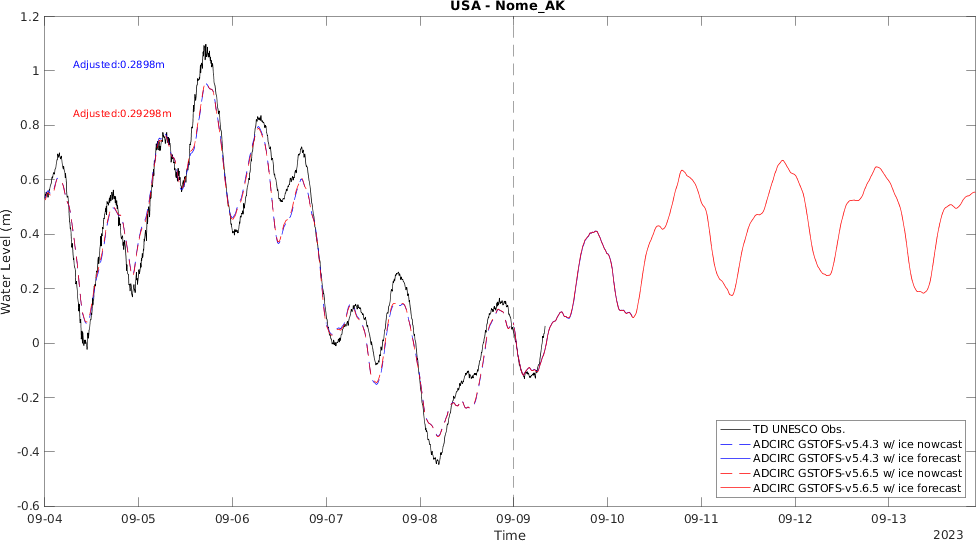 USA - Nome_AK
1.2
1
0.8
0.6
0.4
0.2
0
-0.2
-0.4
-0.6
Water Level (m)
Adjusted:0.2898m
Adjusted:0.29298m
TD UNESCO Obs.
ADCIRC GSTOFS-v5.4.3 w/ ice nowcast
ADCIRC GSTOFS-v5.4.3 w/ ice forecast
ADCIRC GSTOFS-v5.6.5 w/ ice nowcast
ADCIRC GSTOFS-v5.6.5 w/ ice forecast
09-04 09-05 09-06 09-07 09-08 09-09 09-10 09-11 09-12 09-13
Time
2023